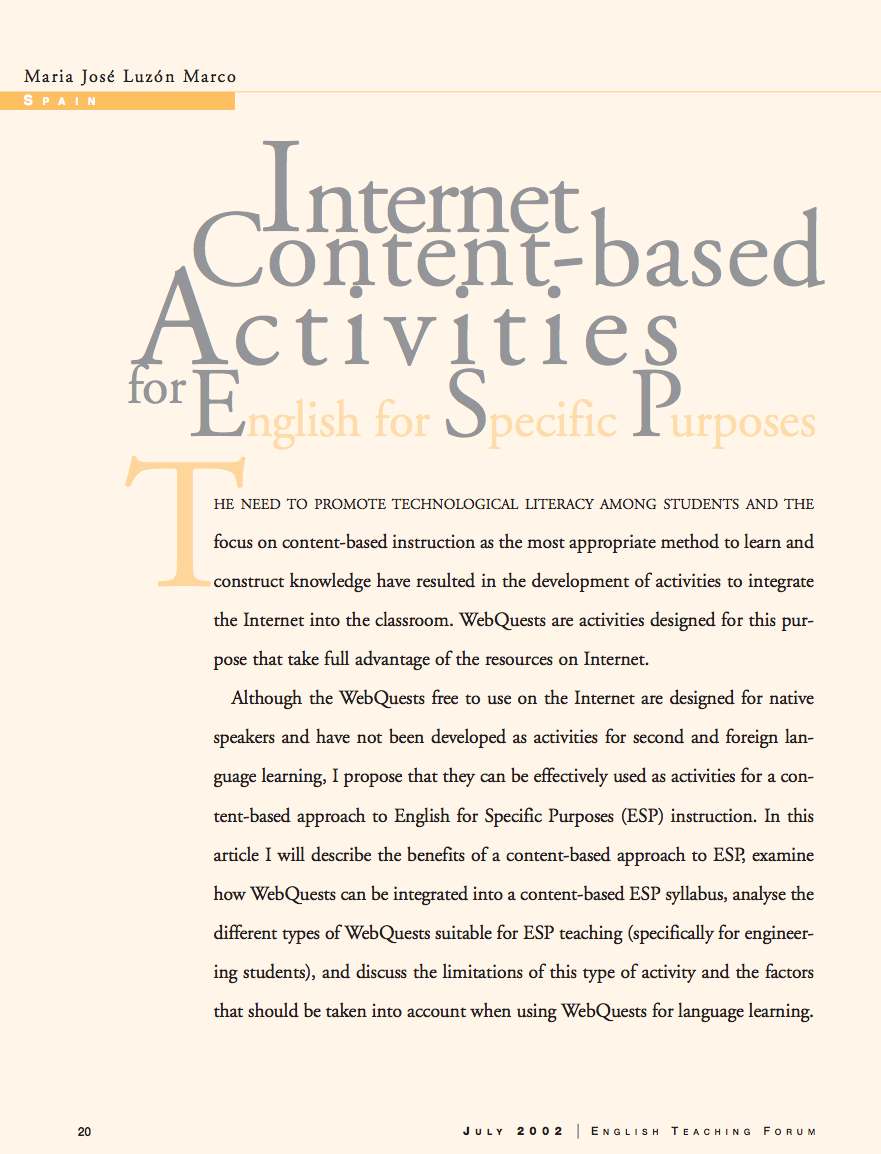 Maria José Luzón Marco
SPAIN
Internet
Content-based
Activities
for English for Specific Purposes
THE NEED TO PROMOTE TECHNOLOGICAL LITERACY AMONG STUDENTS AND THE
focus on content-based instruction as the most appropriate method to learn and
construct knowledge have resulted in the development of activities to integrate
the Internet into the classroom. WebQuests are activities designed for this pur-
pose that take full advantage of the resources on Internet.
Although the WebQuests free to use on the Internet are designed for native
speakers and have not been developed as activities for second and foreign lan-
guage learning, I propose that they can be effectively used as activities for a con-
tent-based approach to English for Specific Purposes (ESP) instruction. In this
article I will describe the benefits of a content-based approach to ESP, examine
how WebQuests can be integrated into a content-based ESP syllabus, analyse the
different types of WebQuests suitable for ESP teaching (specifically for engineer-
ing students), and discuss the limitations of this type of activity and the factors
that should be taken into account when using WebQuests for language learning.
20 JULY 2002 | ENGLISH TEACHING FORUM